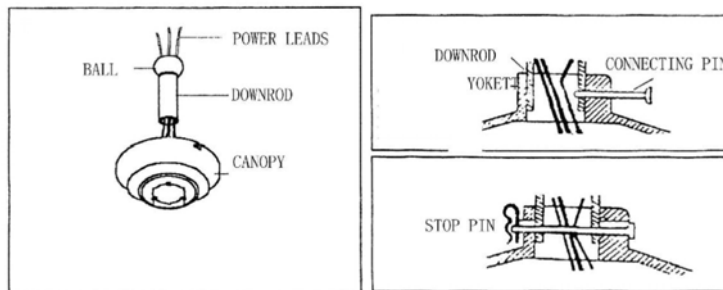 POWER LEADS
BALL
DOWNROD
CANOPY
DOWNROD
YOKET
CONNECTING PIN
STOP PIN